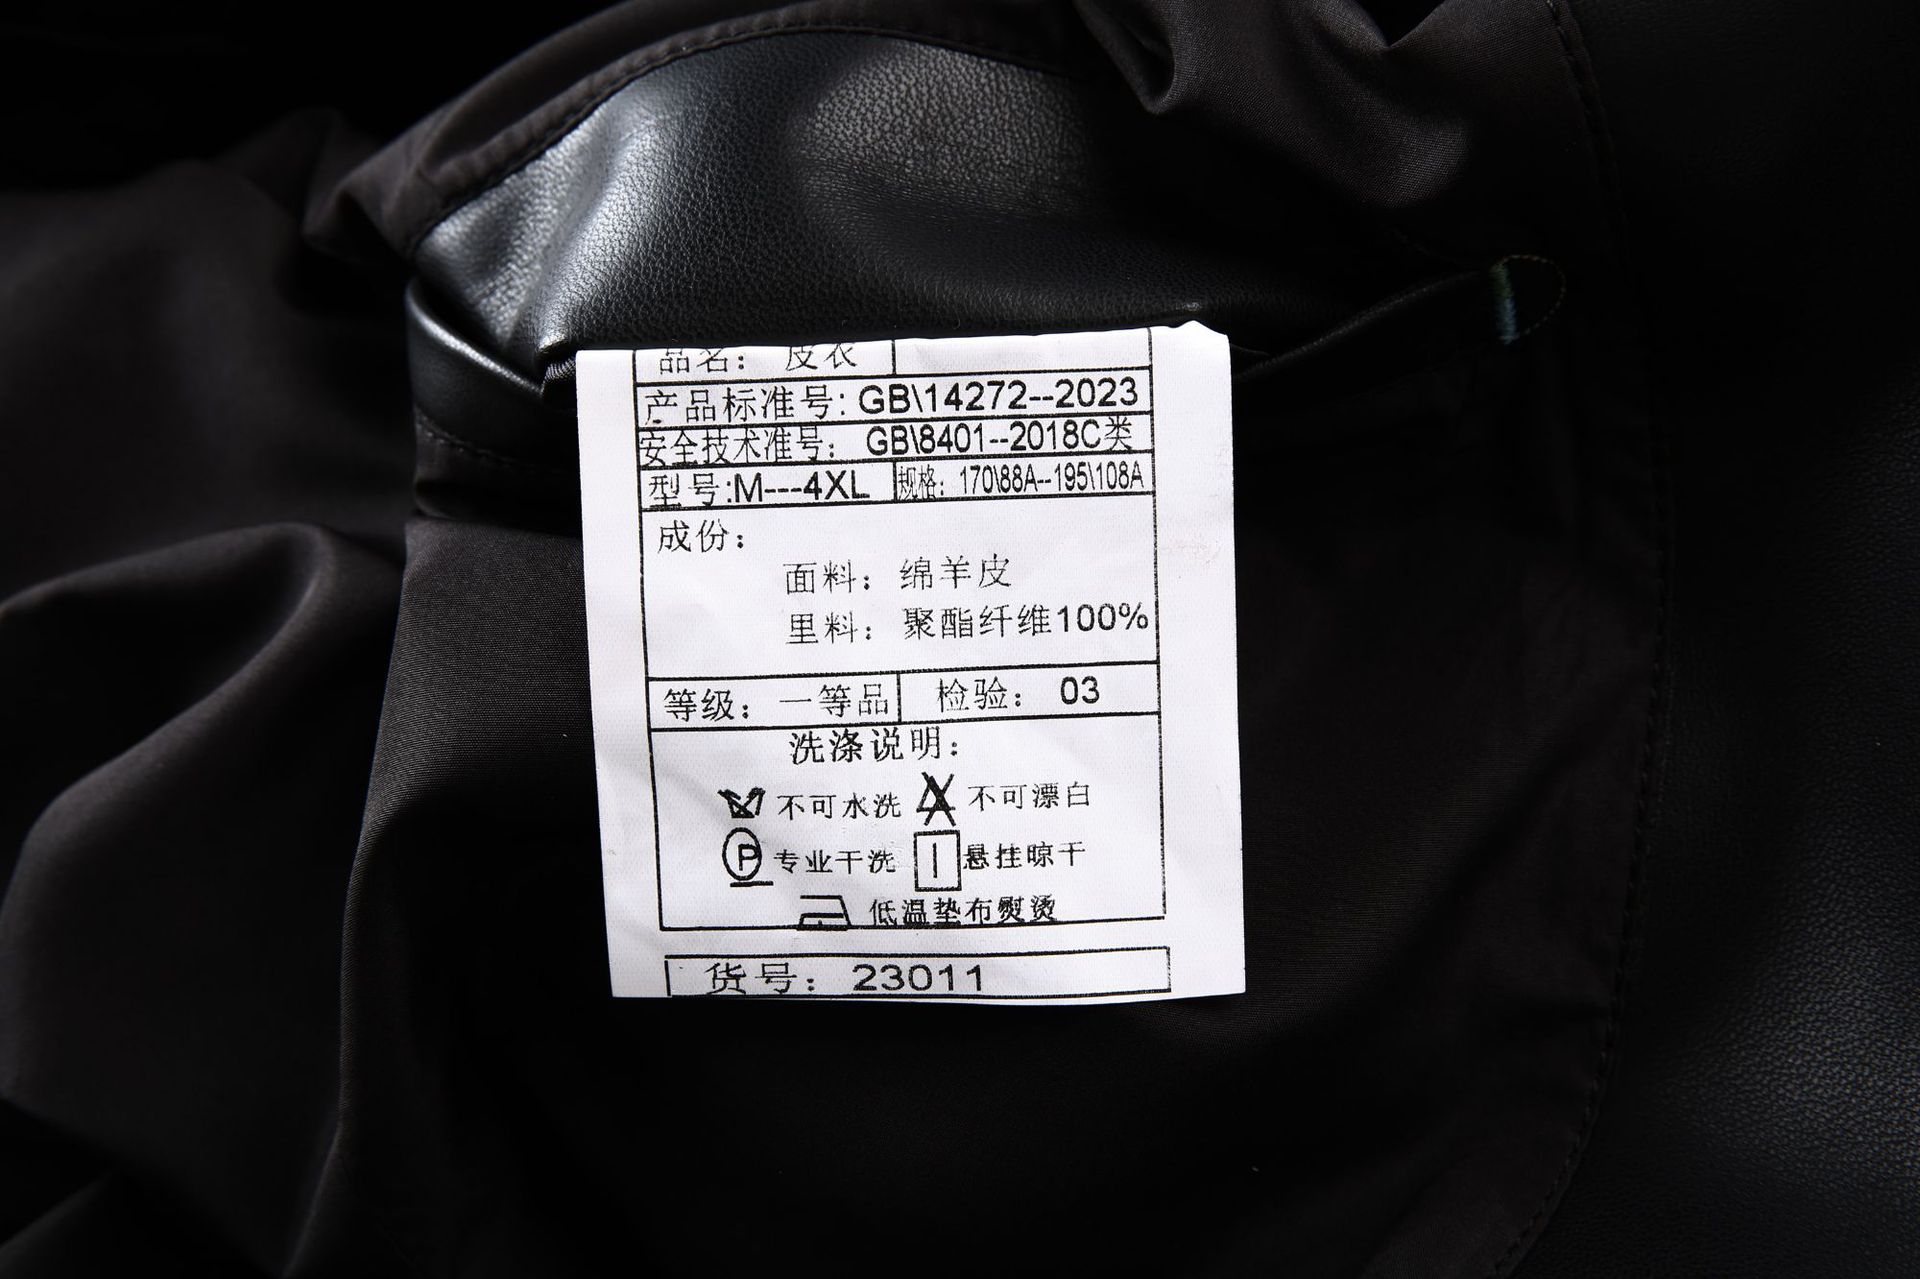 品名: 皮衣
产品标准号: GB\14272--2023
安全技术准号: GB\8401--2018C类
型号:M---4XL 规格: 170\88A--195\108A
成份:
面料: 绵羊皮
里料: 聚酯纤维100%
等级: 一等品 检验: 03
洗涤说明:
不可水洗 不可漂白
P 专业干洗 悬挂晾干
低温垫布熨烫
货号: 23011